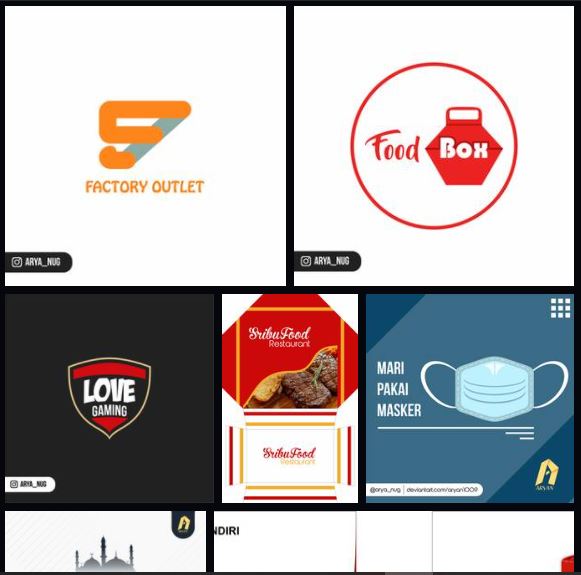 FACTORY OUTLET
ARYA_NUG
Food Box
ARYA_NUG
LOVE
GAMING
ARYA_NUG
SribuFood
Restaurant
SribuFood
Restaurant
MARI
PAKAI
MASKER
@arya_nug | deviantart.com/aryan1009
ARYAN
NDIRI